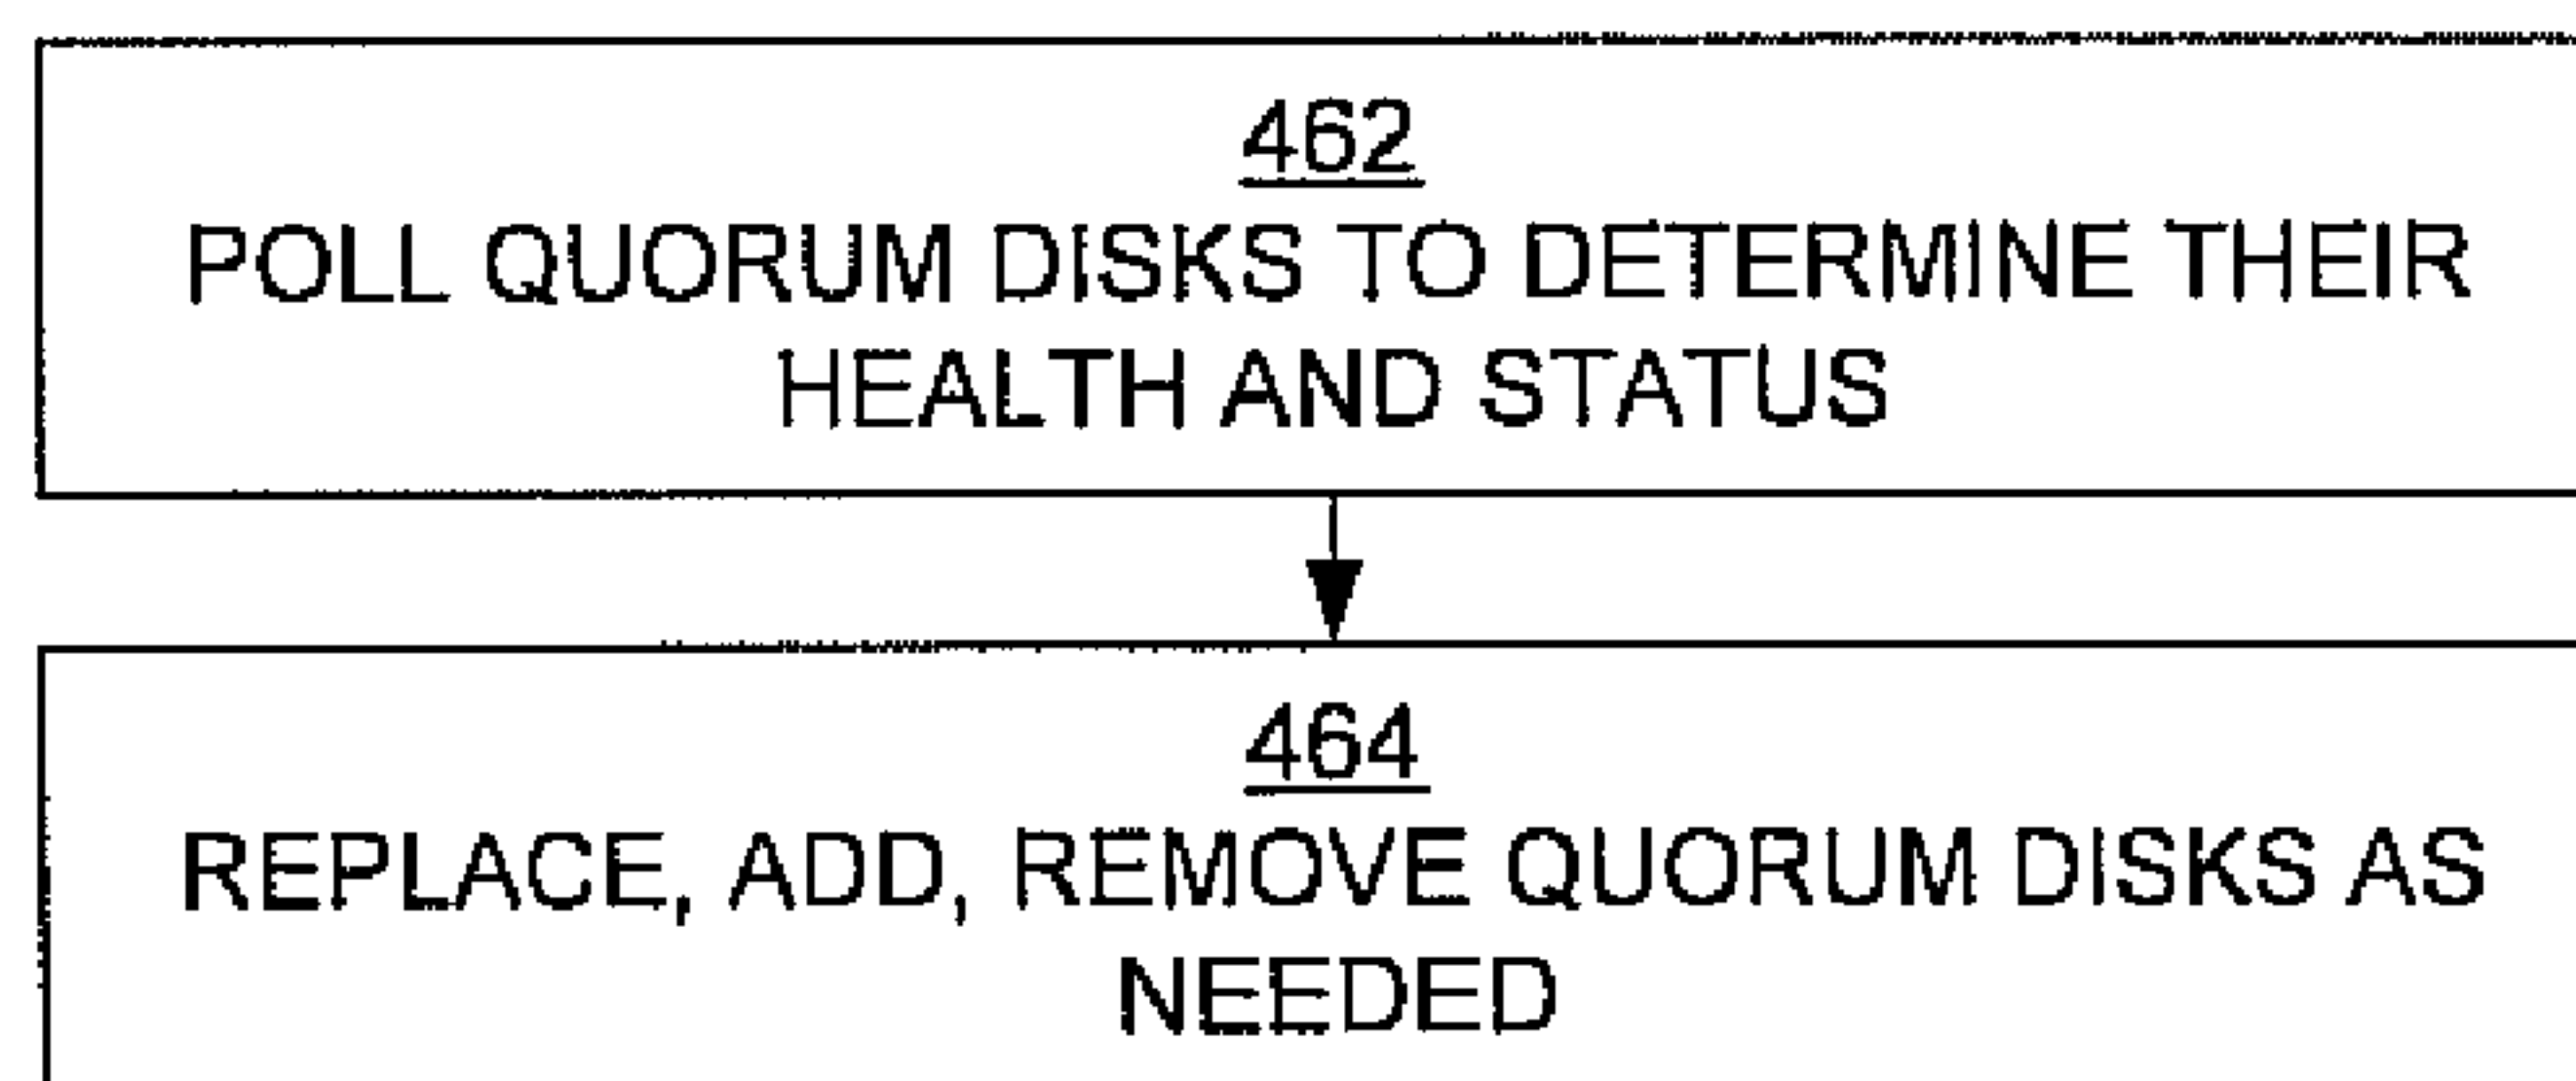 462
POLL QUORUM DISKS TO DETERMINE THEIR
HEALTH AND STATUS
464
REPLACE, ADD, REMOVE QUORUM DISKS AS
NEEDED